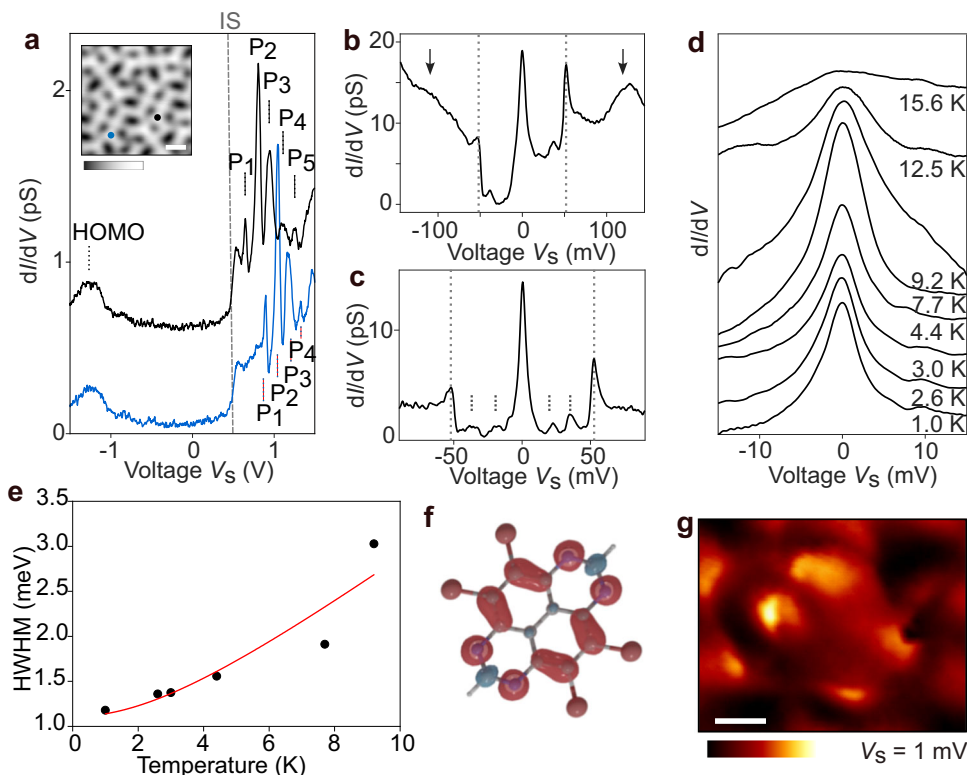 IS
a
2
1
0
dI/dV (pS)
HOMO
P1
P2
P3
P4
P5
P4
P3
P2
P1
-1
0
1
Voltage VS (V)
b
20
10
0
dI/dV (pS)
-100
0
100
Voltage VS (mV)
c
10
0
dI/dV (pS)
-50
0
50
Voltage VS (mV)
d
dI/dV
15.6 K
12.5 K
9.2 K
7.7 K
4.4 K
3.0 K
2.6 K
1.0 K
-10
0
10
Voltage VS (mV)
e
3.5
3.0
2.5
2.0
1.5
1.0
HWHM (meV)
0
2
4
6
8
10
Temperature (K)
f
g
VS = 1 mV